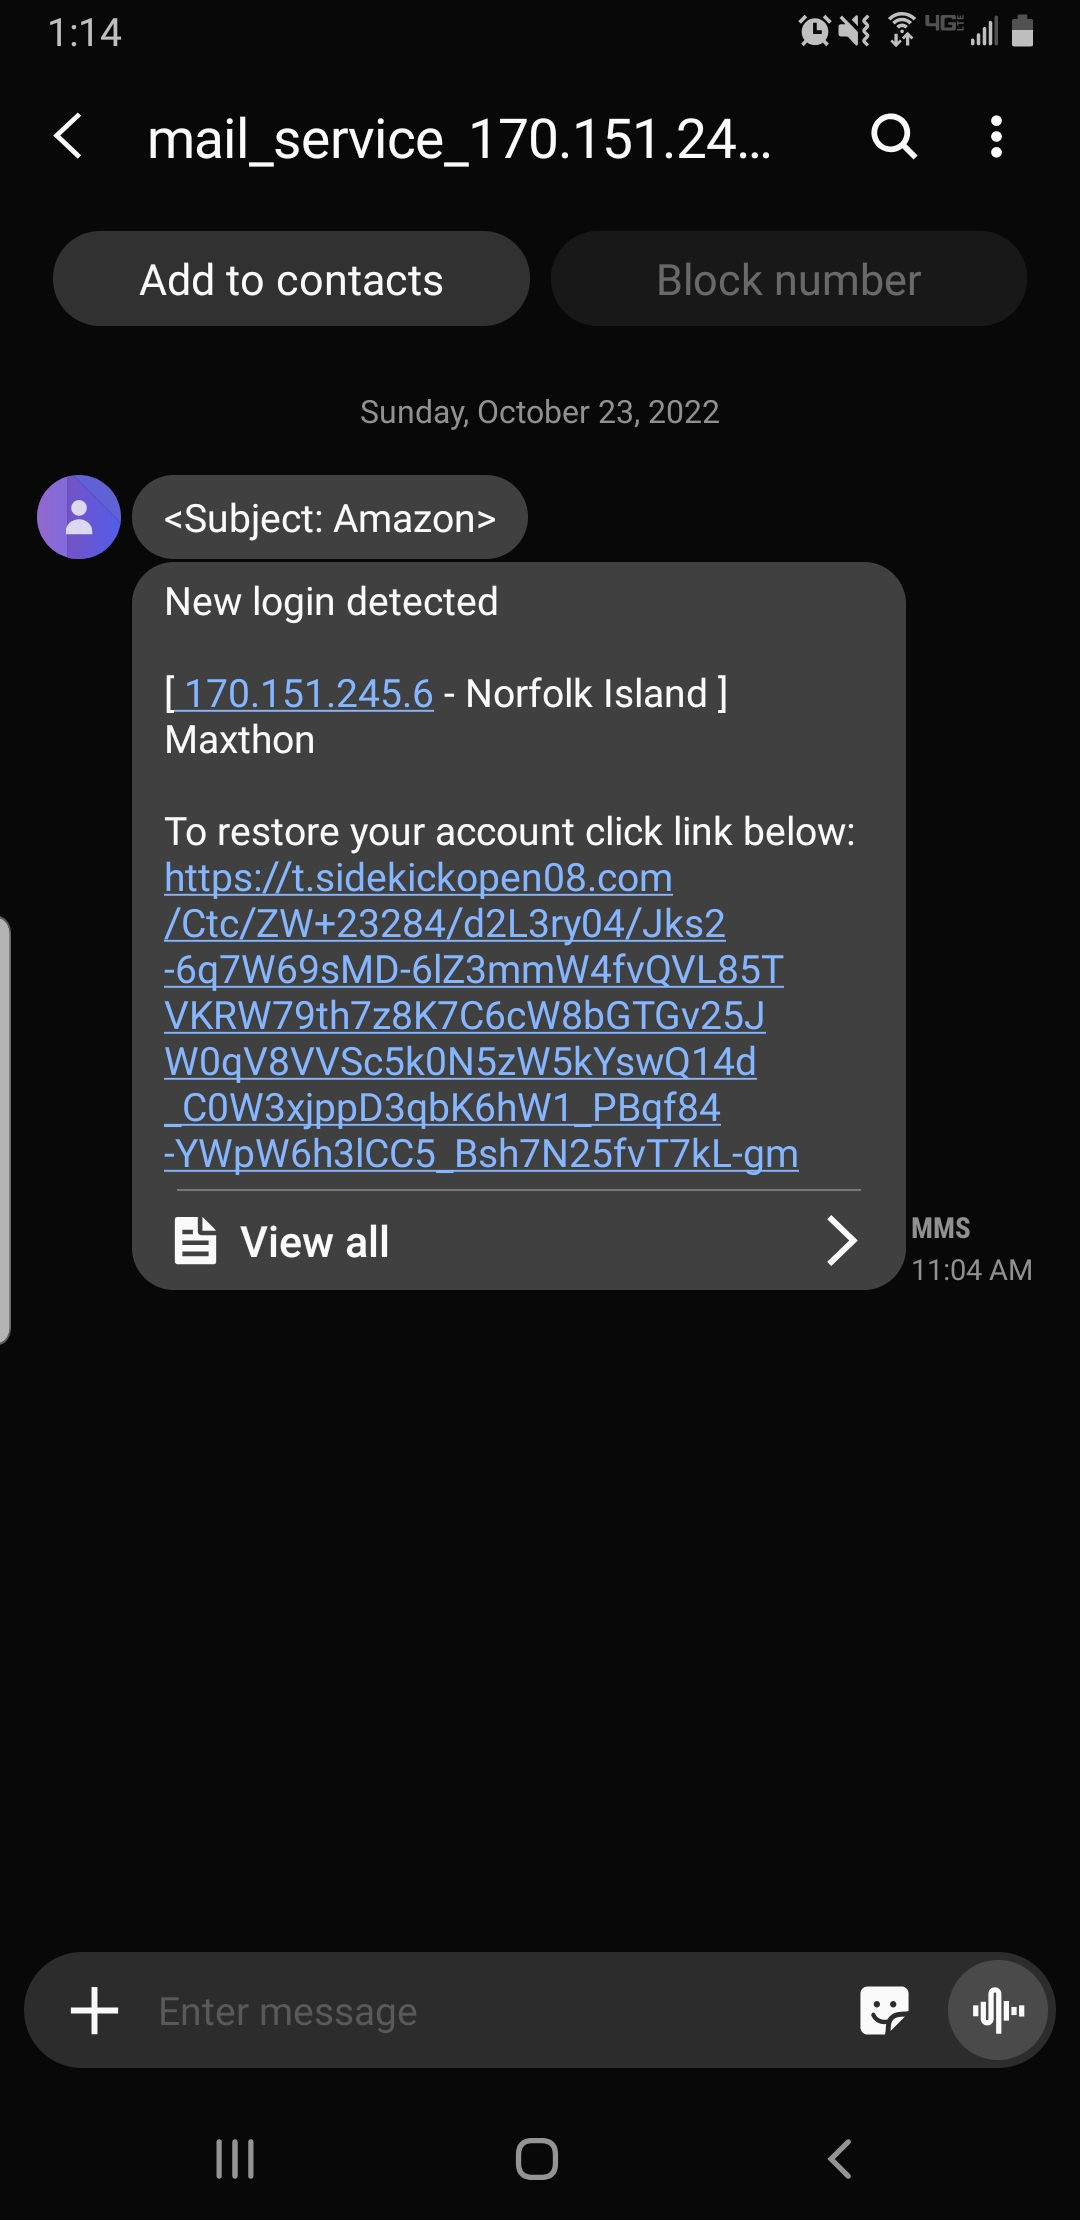 1:14
4G LTE
mail_service_170.151.24...
Add to contacts
Block number
Sunday, October 23, 2022
<Subject: Amazon>
New login detected
[ 170.151.245.6 - Norfolk Island ]
Maxthon
To restore your account click link below:
https://t.sidekickopen08.com
/Ctc/ZW+23284/d2L3ry04/Jks2
-6q7W69sMD-6lZ3mmW4fvQVL85T
VKRW79th7z8K7C6cW8bGTGv25J
W0qV8VVSc5k0N5zW5kYswQ14d
_C0W3xjppD3qbK6hW1_PBqf84
-YWpW6h3lCC5_Bsh7N25fvT7kL-gm
View all
MMS
11:04 AM
Enter message